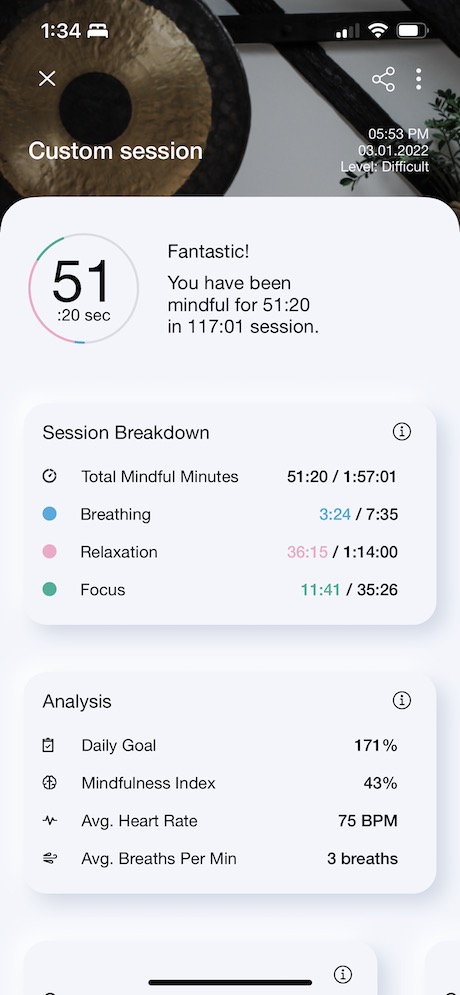 1:34
05:53 PM
03.01.2022
Custom session
Level: Difficult
51
:20 sec
Fantastic!
You have been
mindful for 51:20
in 117:01 session.
Session Breakdown
Total Mindful Minutes 51:20 / 1:57:01
Breathing 3:24 / 7:35
Relaxation 36:15 / 1:14:00
Focus 11:41 / 35:26
Analysis
Daily Goal 171%
Mindfulness Index 43%
Avg. Heart Rate 75 BPM
Avg. Breaths Per Min 3 breaths